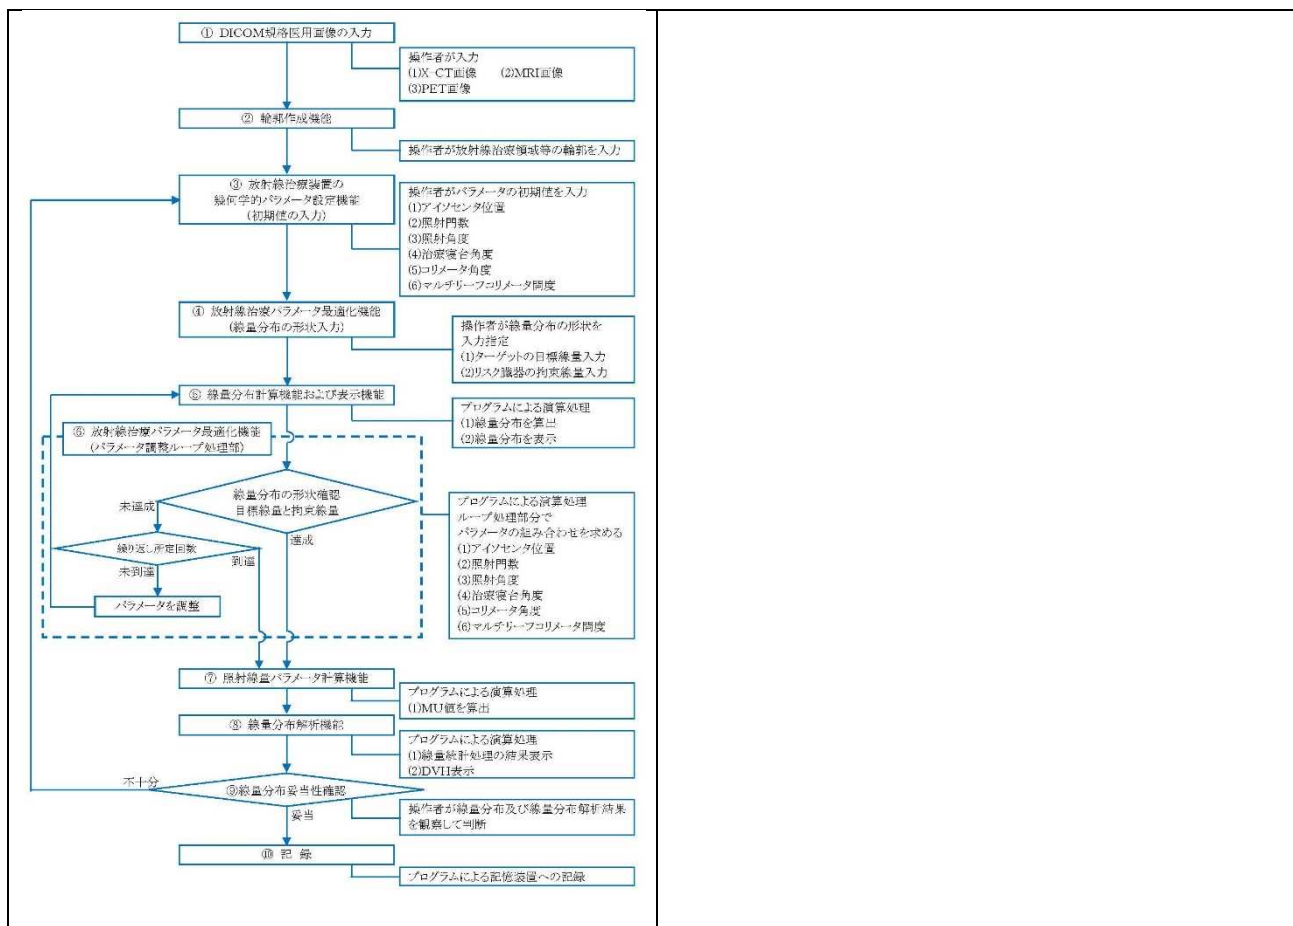 ① DICOM規格医用画像の入力
操作者が入力
(1)X-CT画像 (2)MRI画像
(3)PET画像
② 輪郭作成機能
操作者が放射線治療領域等の輪郭を入力
③ 放射線治療装置の
幾何学的パラメータ設定機能
(初期値の入力)
操作者がパラメータの初期値を入力
(1)アイソセンタ位置
(2)照射門数
(3)照射角度
(4)治療寝台角度
(5)コリメータ角度
(6)マルチリーフコリメータ開度
④ 放射線治療パラメータ最適化機能
(線量分布の形状入力)
操作者が線量分布の形状を
入力指定
(1)ターゲットの目標線量入力
(2)リスク臓器の拘束線量入力
⑤ 線量分布計算機能および表示機能
プログラムによる演算処理
(1)線量分布を算出
(2)線量分布を表示
⑥ 放射線治療パラメータ最適化機能
(パラメータ調整ループ処理部)
線量分布の形状確認
目標線量と拘束線量
未達成
達成
繰り返し所定回数
到達
未到達
パラメータを調整
プログラムによる演算処理
ループ処理部分で
パラメータの組み合わせを求める
(1)アイソセンタ位置
(2)照射門数
(3)照射角度
(4)治療寝台角度
(5)コリメータ角度
(6)マルチリーフコリメータ開度
⑦ 照射線量パラメータ計算機能
プログラムによる演算処理
(1)MU値を算出
⑧ 線量分布解析機能
プログラムによる演算処理
(1)線量統計処理の結果表示
(2)DVH表示
不十分
⑨線量分布妥当性確認
妥当
操作者が線量分布及び線量分布解析結果
を観察して判断
⑩ 記 録
プログラムによる記憶装置への記録